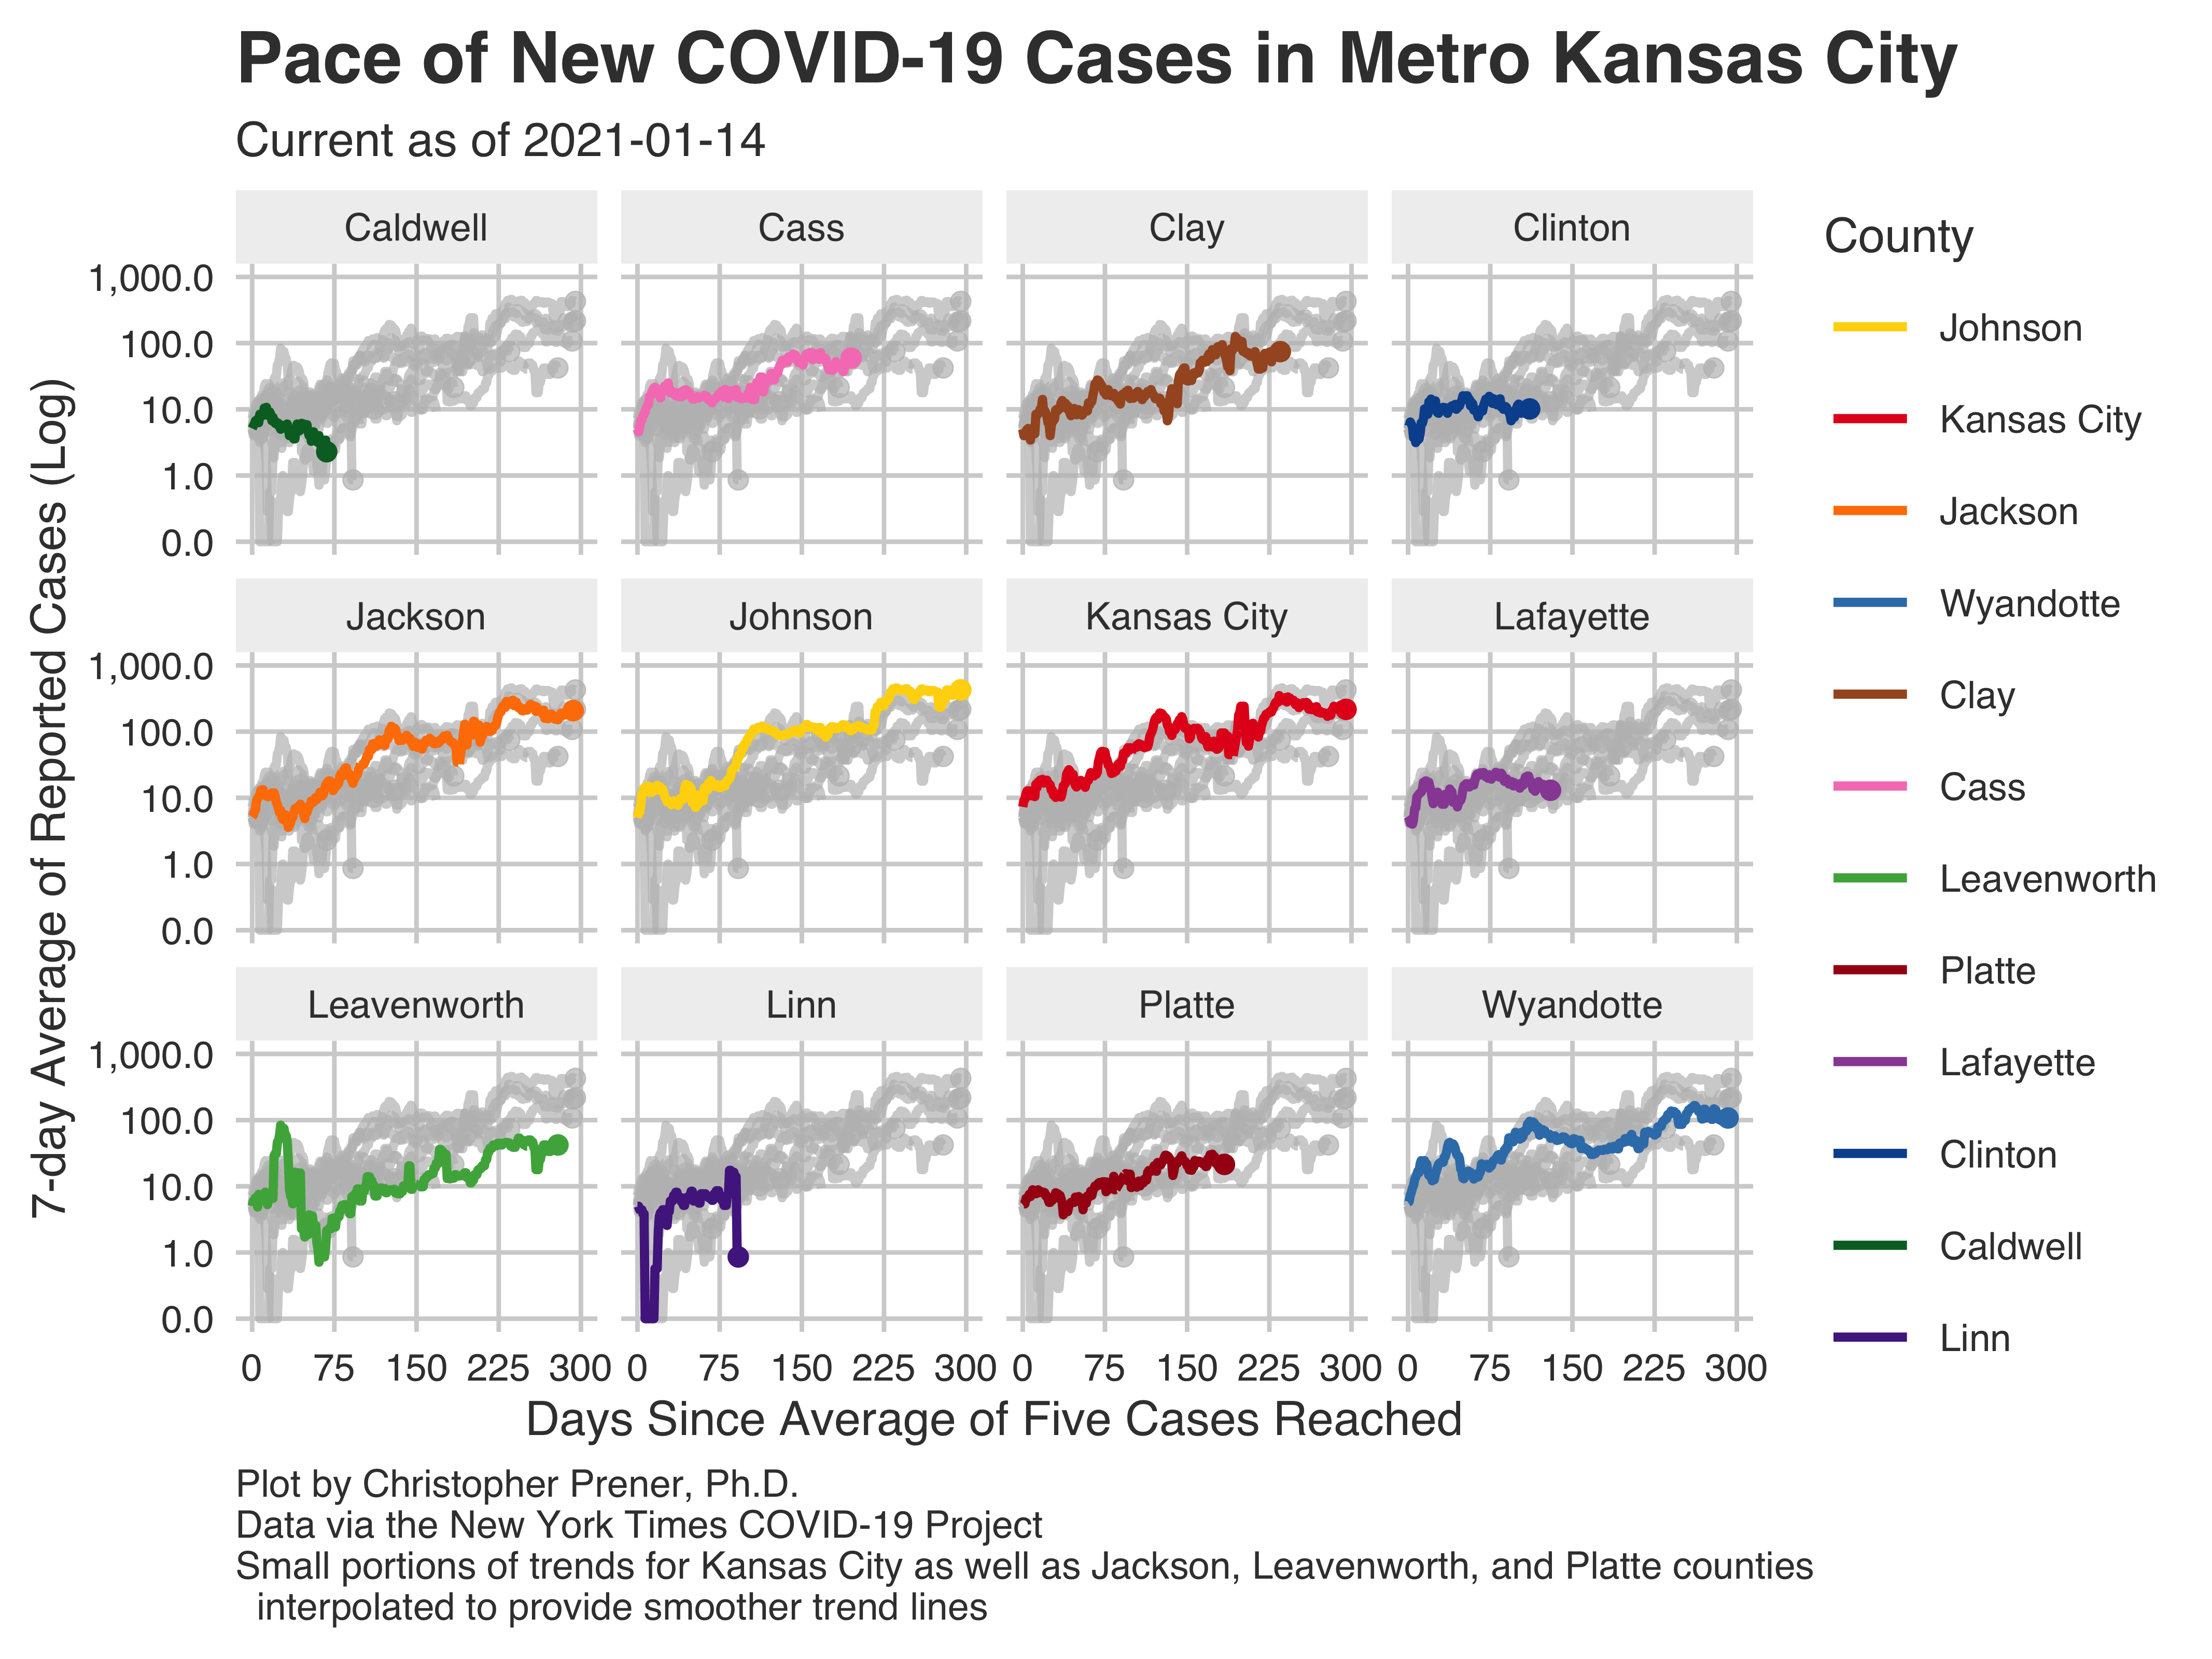 Pace of New COVID-19 Cases in Metro Kansas City
Current as of 2021-01-14
Caldwell
Cass
Clay
Clinton
1,000.0
100.0
10.0
1.0
0.0
Jackson
Johnson
Kansas City
Lafayette
1,000.0
100.0
10.0
1.0
0.0
Leavenworth
Linn
Platte
Wyandotte
1,000.0
100.0
10.0
1.0
0.0
0 75 150 225 300 0 75 150 225 300 0 75 150 225 300 0 75 150 225 300
7-day Average of Reported Cases (Log)
Days Since Average of Five Cases Reached
County
Johnson
Kansas City
Jackson
Wyandotte
Clay
Cass
Leavenworth
Platte
Lafayette
Clinton
Caldwell
Linn
Plot by Christopher Prener, Ph.D.
Data via the New York Times COVID-19 Project
Small portions of trends for Kansas City as well as Jackson, Leavenworth, and Platte counties
interpolated to provide smoother trend lines